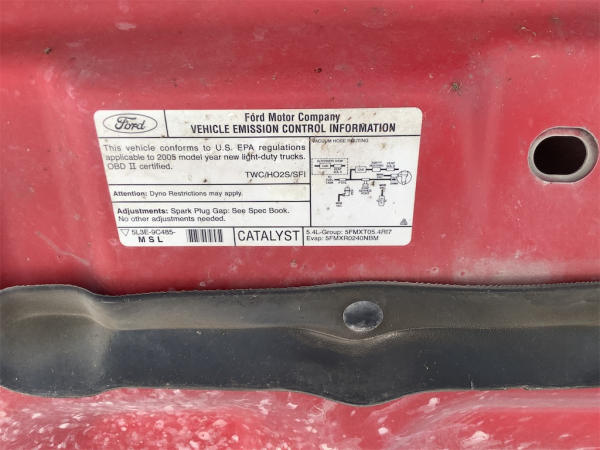 Ford
Ford Motor Company
VEHICLE EMISSION CONTROL INFORMATION
This vehicle conforms to U.S. EPA regulations
applicable to 2005 model year new light-duty trucks.
OBD II certified.
TWC/HO2S/SFI
VACUUM HOSE ROUTING
Attention: Dyno Restrictions may apply.
Adjustments: Spark Plug Gap: See Spec Book.
No other adjustments needed.
5L3E-9C485-
M S L
CATALYST
5.4L-Group: 5FMXT05.4RF7
Evap: 5FMXR0240NBM